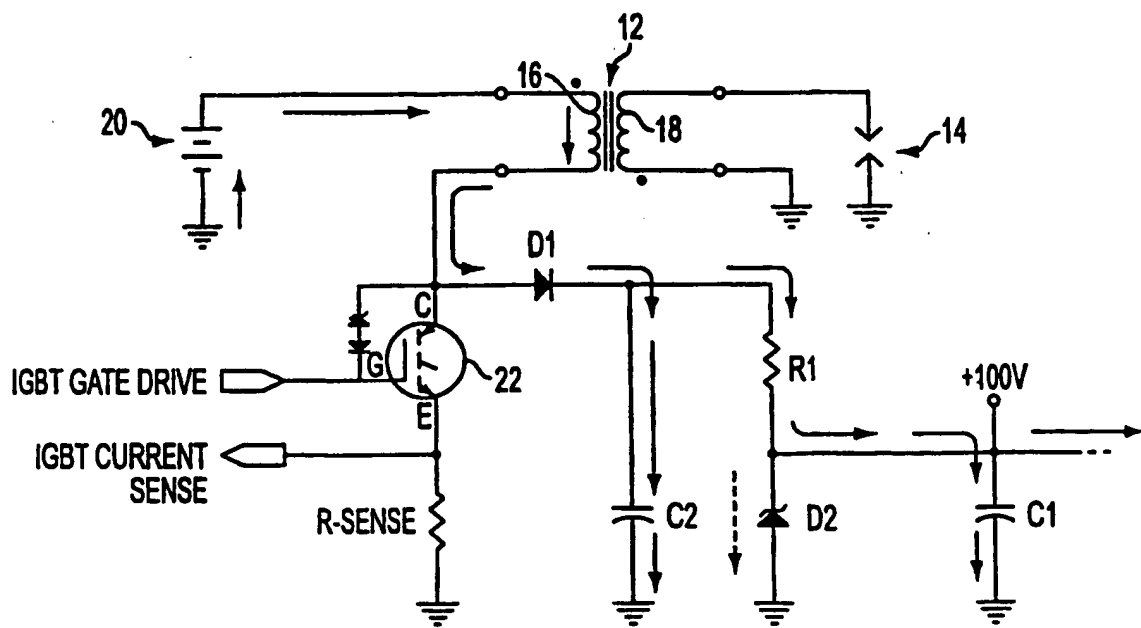 12
16
20
18
14
D1
C
G
22
R1
+100V
IGBT GATE DRIVE
E
IGBT CURRENT
SENSE
R-SENSE
C2
D2
C1